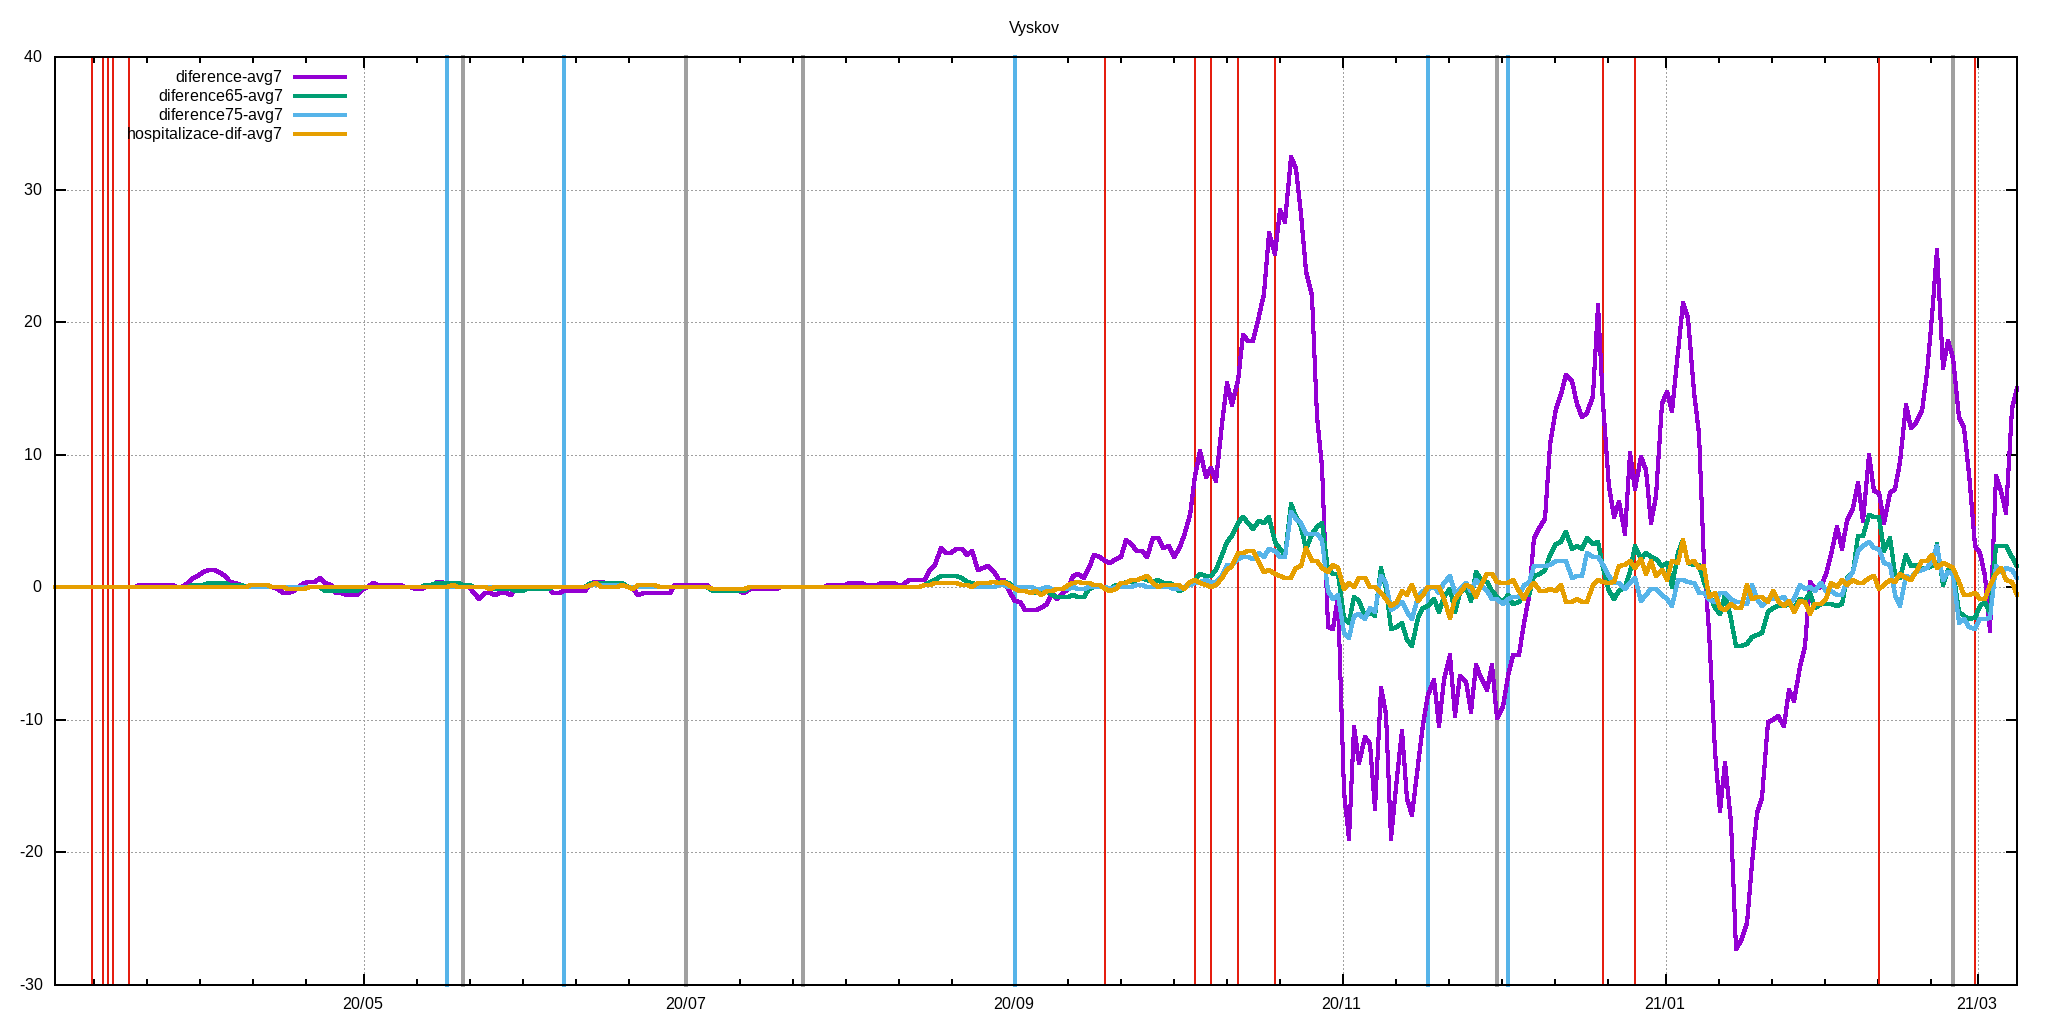 Vyskov
40
30
20
10
0
-10
-20
-30
diference-avg7
diference65-avg7
diference75-avg7
hospitalizace-dif-avg7
20/05
20/07
20/09
20/11
21/01
21/03